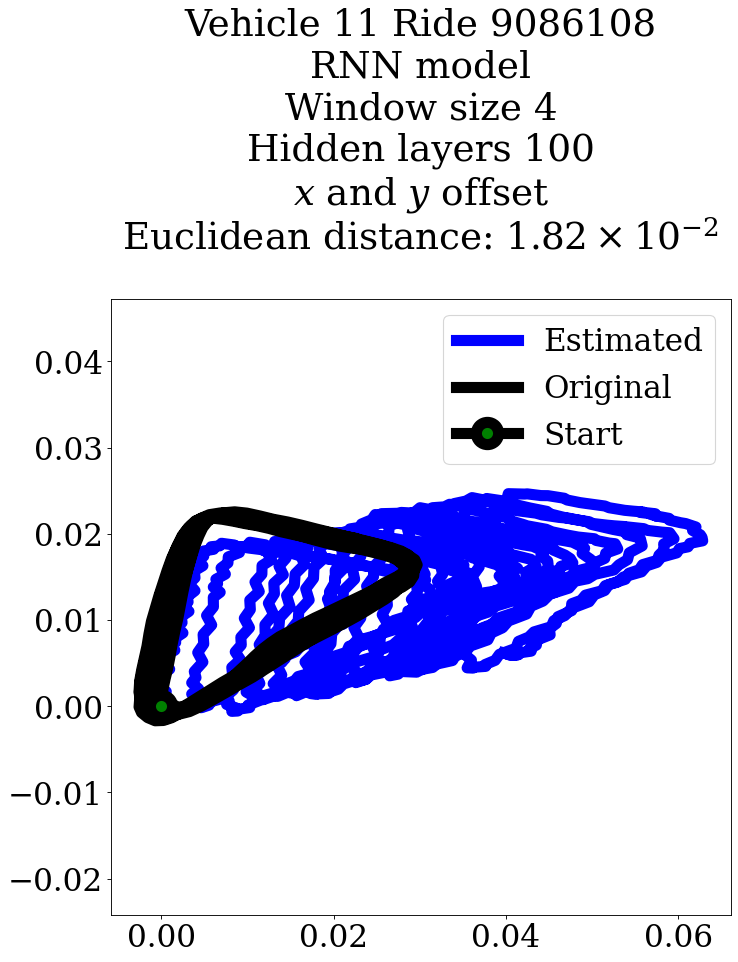 Vehicle 11 Ride 9086108
RNN model
Window size 4
Hidden layers 100
x and y offset
Euclidean distance: 1.82 × 10⁻²
Estimated
Original
Start
0.04
0.03
0.02
0.01
0.00
−0.01
−0.02
0.00 0.02 0.04 0.06